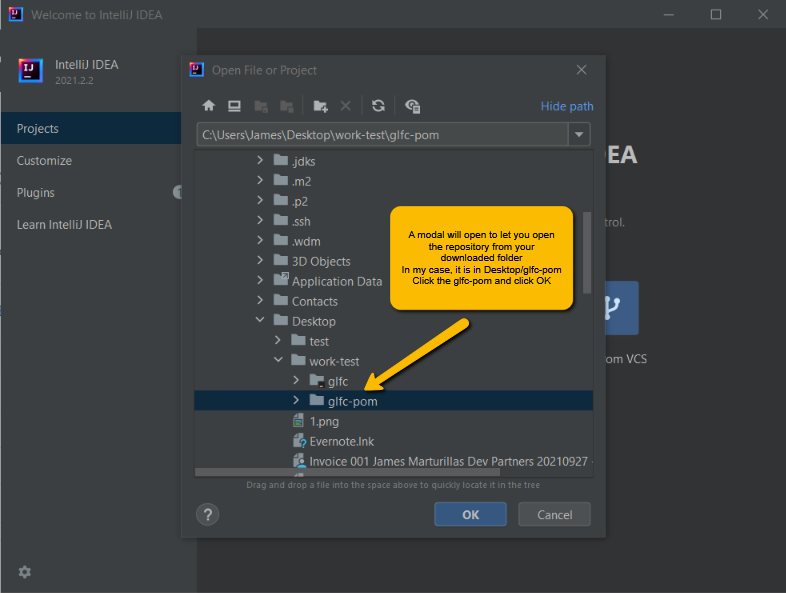 Welcome to IntelliJ IDEA
IntelliJ IDEA
2021.2.2
Projects
Customize
Plugins
1
Learn IntelliJ IDEA
Open File or Project
Hide path
C:\Users\James\Desktop\work-test\glfc-pom
.jdks
.m2
.p2
.ssh
.wdm
3D Objects
Application Data
Contacts
Desktop
test
work-test
glfc
glfc-pom
1.png
Evernote.lnk
Invoice 001 James Marturillas Dev Partners 20210927 -
Drag and drop a file into the space above to quickly locate it in the tree
?
OK
Cancel
A modal will open to let you open
the repository from your
downloaded folder
In my case, it is in Desktop/glfc-pom
Click the glfc-pom and click OK
DEA
trol.
om VCS